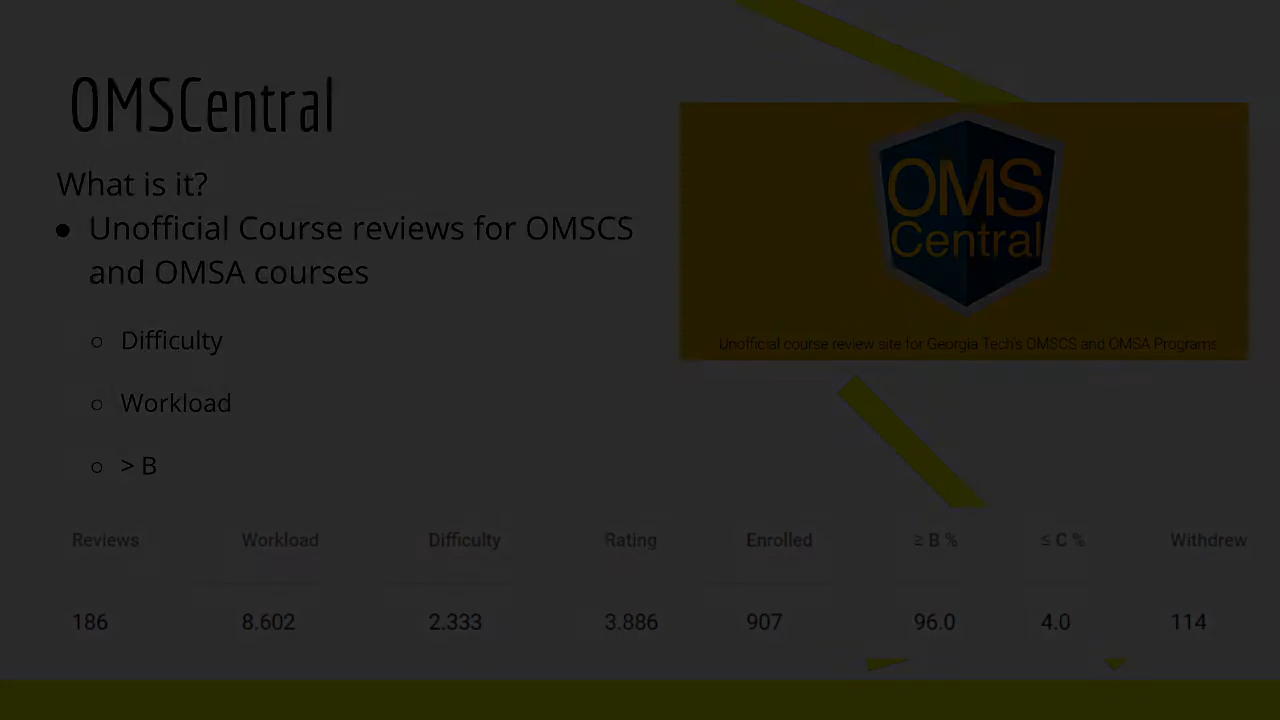 OMSCentral
What is it?
● Unofficial Course reviews for OMSCS
and OMSA courses
○ Difficulty
○ Workload
○ > B
OMS
Central
Unofficial course review site for Georgia Tech's OMSCS and OMSA Programs
Reviews Workload Difficulty Rating Enrolled ≥ B % ≤ C % Withdrew
186 8.602 2.333 3.886 907 96.0 4.0 114